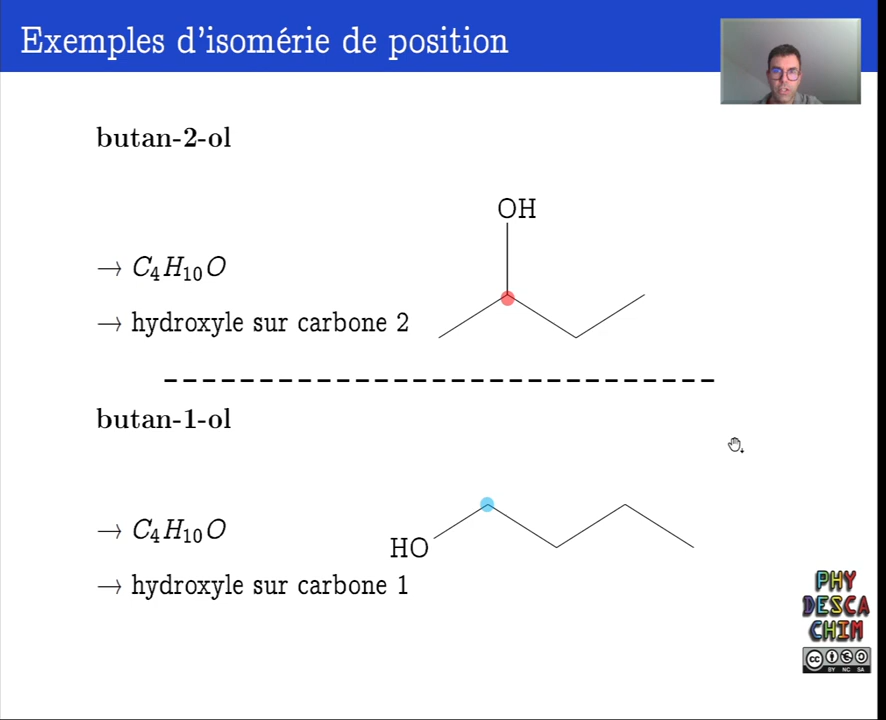 Exemples d'isomérie de position
butan-2-ol
OH
→ C₄H₁₀O
→ hydroxyle sur carbone 2
butan-1-ol
→ C₄H₁₀O
HO
→ hydroxyle sur carbone 1
PHY
DESCA
CHIM
cc
BY NC SA